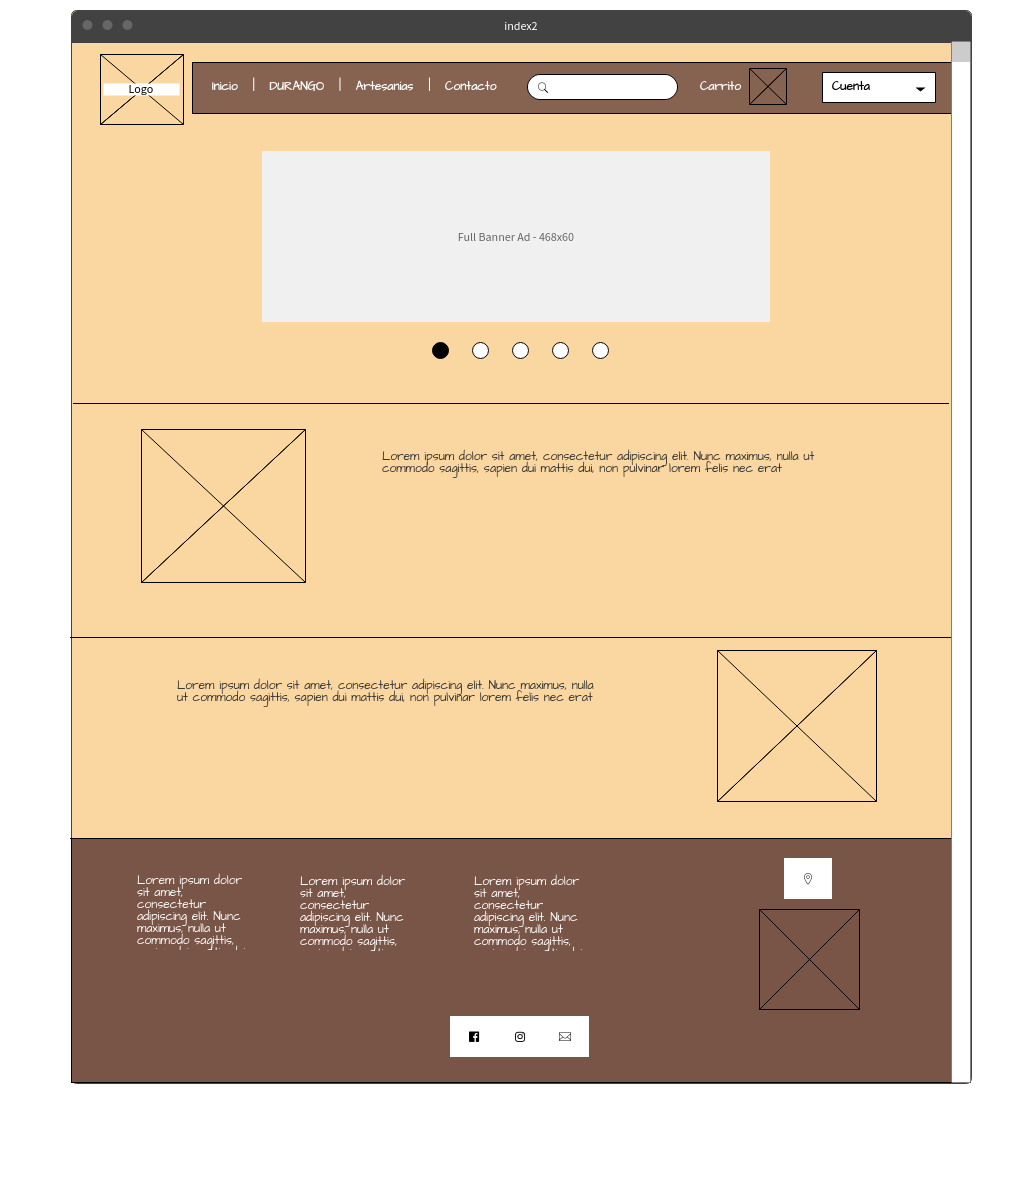 index2
Logo
Inicio | DURANGO | Artesanias | Contacto
Carrito
Cuenta
Full Banner Ad - 468x60
Lorem ipsum dolor sit amet, consectetur adipiscing elit. Nunc maximus, nulla ut
commodo sagittis, sapien dui mattis dui, non pulvinar lorem felis nec erat
Lorem ipsum dolor sit amet, consectetur adipiscing elit. Nunc maximus, nulla
ut commodo sagittis, sapien dui mattis dui, non pulvinar lorem felis nec erat
Lorem ipsum dolor
sit amet,
consectetur
adipiscing elit. Nunc
maximus, nulla ut
commodo sagittis,
Lorem ipsum dolor
sit amet,
consectetur
adipiscing elit. Nunc
maximus, nulla ut
commodo sagittis,
Lorem ipsum dolor
sit amet,
consectetur
adipiscing elit. Nunc
maximus, nulla ut
commodo sagittis,